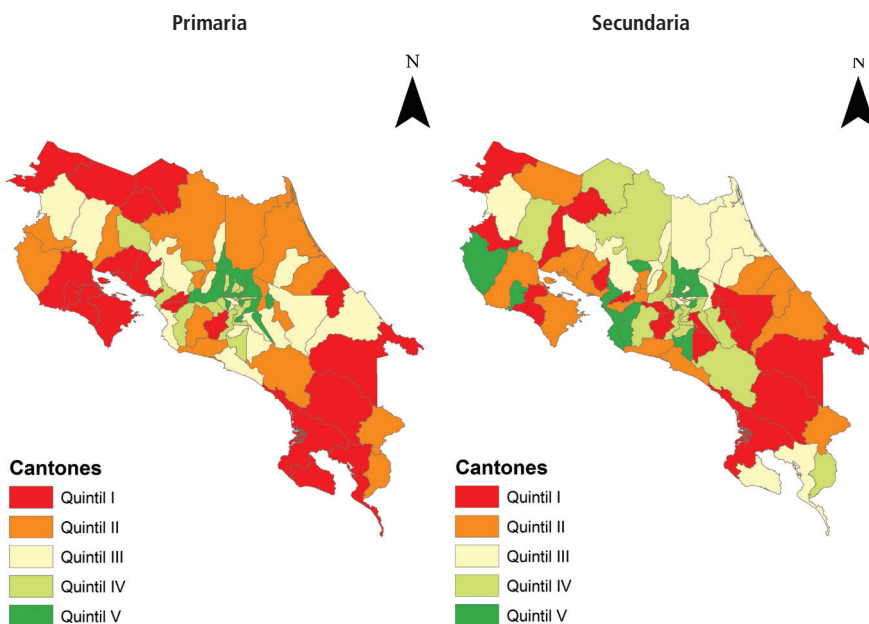 Primaria
N
Cantones
Quintil I
Quintil II
Quintil III
Quintil IV
Quintil V
Secundaria
N
Cantones
Quintil I
Quintil II
Quintil III
Quintil IV
Quintil V